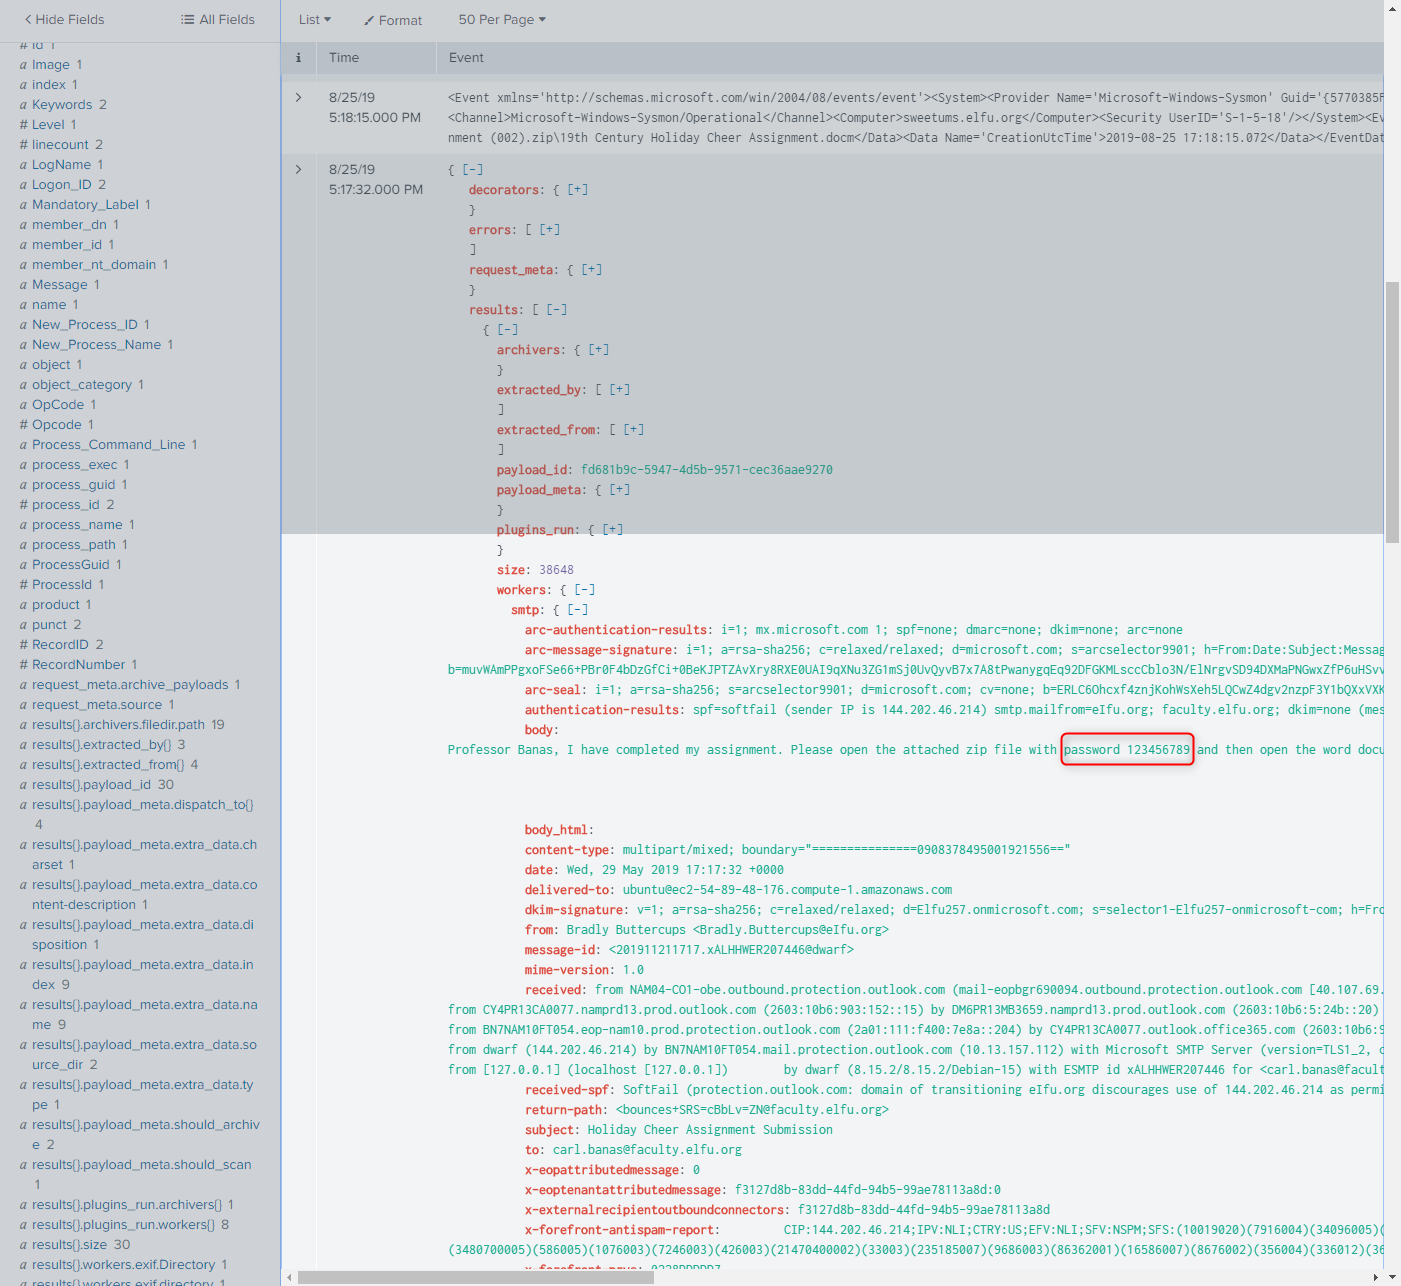 Hide Fields
All Fields
List
Format
50 Per Page
# Id 1
a Image 1
a index 1
a Keywords 2
# Level 1
# linecount 2
a LogName 1
a Logon_ID 2
a Mandatory_Label 1
a member_dn 1
a member_id 1
a member_nt_domain 1
a Message 1
a name 1
a New_Process_ID 1
a New_Process_Name 1
a object 1
a object_category 1
a OpCode 1
# Opcode 1
a Process_Command_Line 1
a process_exec 1
a process_guid 1
# process_id 2
a process_name 1
a process_path 1
a ProcessGuid 1
# ProcessId 1
a product 1
a punct 2
# RecordID 2
# RecordNumber 1
a request_meta.archive_payloads 1
a request_meta.source 1
a results{}.archivers.filedir.path 19
a results{}.extracted_by{} 3
a results{}.extracted_from{} 4
a results{}.payload_id 30
a results{}.payload_meta.dispatch_to{}
4
a results{}.payload_meta.extra_data.ch
arset 1
a results{}.payload_meta.extra_data.co
ntent-description 1
a results{}.payload_meta.extra_data.di
sposition 1
a results{}.payload_meta.extra_data.in
dex 9
a results{}.payload_meta.extra_data.na
me 9
a results{}.payload_meta.extra_data.so
urce_dir 2
a results{}.payload_meta.extra_data.ty
pe 1
a results{}.payload_meta.should_archiv
e 2
a results{}.payload_meta.should_scan
1
a results{}.plugins_run.archivers{} 1
a results{}.plugins_run.workers{} 8
a results{}.size 30
a results{}.workers.exif.Directory 1
a results{}.workers.exif.directory 1
i Time Event
8/25/19
5:18:15.000 PM
<Event xmlns='http://schemas.microsoft.com/win/2004/08/events/event'><System><Provider Name='Microsoft-Windows-Sysmon' Guid='{5770385F
<Channel>Microsoft-Windows-Sysmon/Operational</Channel><Computer>sweetums.elfu.org</Computer><Security UserID='S-1-5-18'/></System><Ev
nment (002).zip\19th Century Holiday Cheer Assignment.docm</Data><Data Name='CreationUtcTime'>2019-08-25 17:18:15.072</Data></EventDat
8/25/19
5:17:32.000 PM
{ [-]
decorators: { [+]
}
errors: [ [+]
]
request_meta: { [+]
}
results: [ [-]
{ [-]
archivers: { [+]
}
extracted_by: [ [+]
]
extracted_from: [ [+]
]
payload_id: fd681b9c-5947-4d5b-9571-cec36aae9270
payload_meta: { [+]
}
plugins_run: { [+]
}
size: 38648
workers: { [-]
smtp: { [-]
arc-authentication-results: i=1; mx.microsoft.com 1; spf=none; dmarc=none; dkim=none; arc=none
arc-message-signature: i=1; a=rsa-sha256; c=relaxed/relaxed; d=microsoft.com; s=arcselector9901; h=From:Date:Subject:Messag
b=muvWAmPPgxoFSe66+PBr0F4bDzGfCi+0BeKJPTZAvXry8RXE0UAI9qXNu3ZG1mSj0UvQyvB7x7A8tPwanygqEq92DFGKMLsccCblo3N/ElNrgvSD94DXMaPNGwxZfP6uHSvv
arc-seal: i=1; a=rsa-sha256; s=arcselector9901; d=microsoft.com; cv=none; b=ERLC6Ohcxf4znjKohWsXeh5LQCwZ4dgv2nzpF3Y1bQXxVXK
authentication-results: spf=softfail (sender IP is 144.202.46.214) smtp.mailfrom=eIfu.org; faculty.elfu.org; dkim=none (mes
body:
Professor Banas, I have completed my assignment. Please open the attached zip file with password 123456789 and then open the word docu
body_html:
content-type: multipart/mixed; boundary="===============0908378495001921556=="
date: Wed, 29 May 2019 17:17:32 +0000
delivered-to: ubuntu@ec2-54-89-48-176.compute-1.amazonaws.com
dkim-signature: v=1; a=rsa-sha256; c=relaxed/relaxed; d=Elfu257.onmicrosoft.com; s=selector1-Elfu257-onmicrosoft-com; h=Fro
from: Bradly Buttercups <Bradly.Buttercups@eIfu.org>
message-id: <201911211717.xALHHWER207446@dwarf>
mime-version: 1.0
received: from NAM04-CO1-obe.outbound.protection.outlook.com (mail-eopbgr690094.outbound.protection.outlook.com [40.107.69.
from CY4PR13CA0077.namprd13.prod.outlook.com (2603:10b6:903:152::15) by DM6PR13MB3659.namprd13.prod.outlook.com (2603:10b6:5:24b::20)
from BN7NAM10FT054.eop-nam10.prod.protection.outlook.com (2a01:111:f400:7e8a::204) by CY4PR13CA0077.outlook.office365.com (2603:10b6:9
from dwarf (144.202.46.214) by BN7NAM10FT054.mail.protection.outlook.com (10.13.157.112) with Microsoft SMTP Server (version=TLS1_2, c
from [127.0.0.1] (localhost [127.0.0.1]) by dwarf (8.15.2/8.15.2/Debian-15) with ESMTP id xALHHWER207446 for <carl.banas@facult
received-spf: SoftFail (protection.outlook.com: domain of transitioning eIfu.org discourages use of 144.202.46.214 as permi
return-path: <bounces+SRS=cBbLv=ZN@faculty.elfu.org>
subject: Holiday Cheer Assignment Submission
to: carl.banas@faculty.elfu.org
x-eopattributedmessage: 0
x-eoptenantattributedmessage: f3127d8b-83dd-44fd-94b5-99ae78113a8d:0
x-externalrecipientoutboundconnectors: f3127d8b-83dd-44fd-94b5-99ae78113a8d
x-forefront-antispam-report: CIP:144.202.46.214;IPV:NLI;CTRY:US;EFV:NLI;SFV:NSPM;SFS:(10019020)(7916004)(34096005)(
(3480700005)(586005)(1076003)(7246003)(426003)(21470400002)(33003)(235185007)(9686003)(86362001)(16586007)(8676002)(356004)(336012)(36